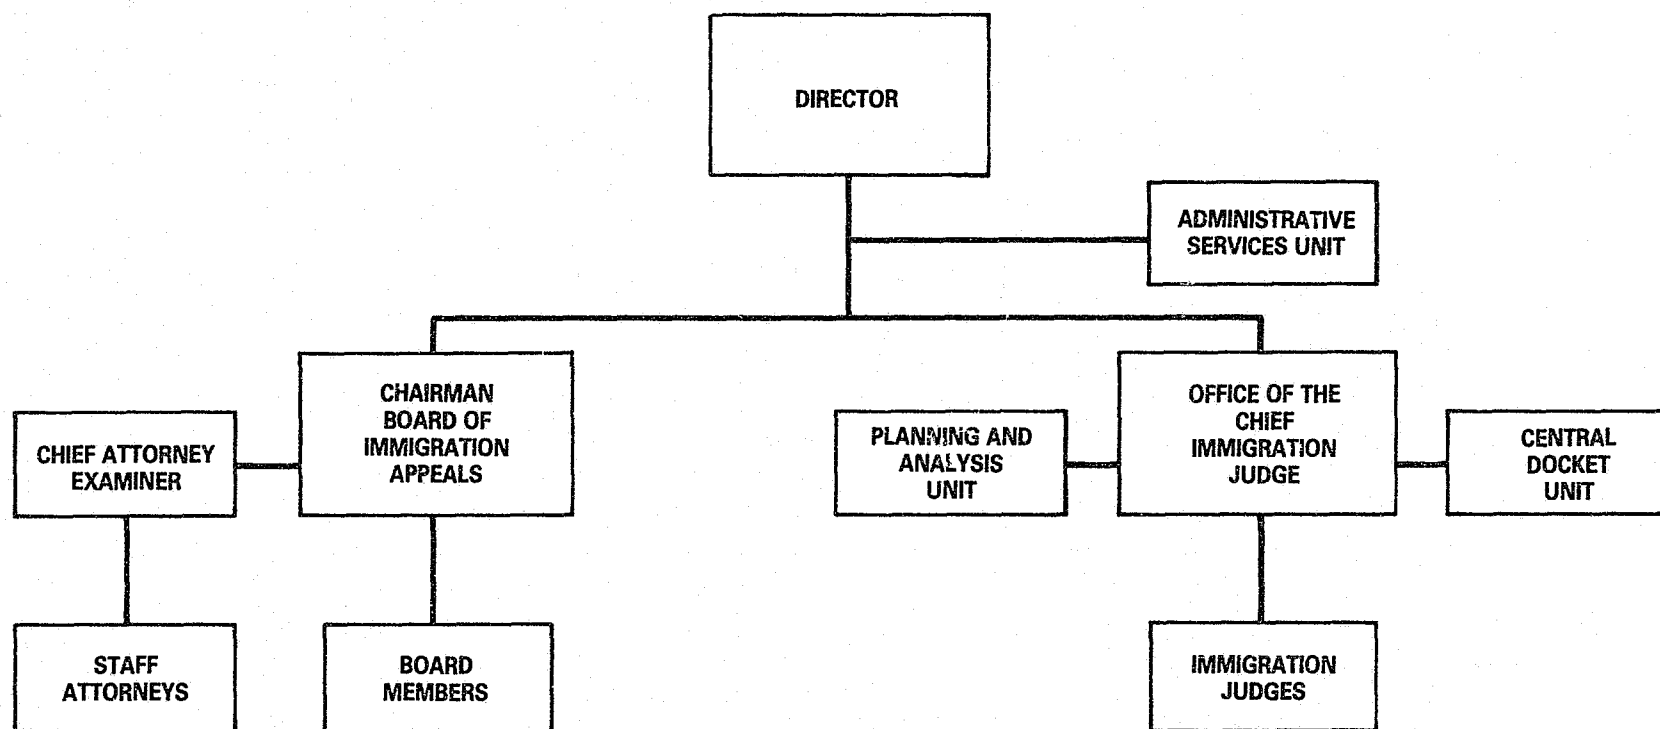 DIRECTOR
ADMINISTRATIVE
SERVICES UNIT
CHAIRMAN
BOARD OF
IMMIGRATION
APPEALS
OFFICE OF THE
CHIEF
IMMIGRATION
JUDGE
CHIEF ATTORNEY
EXAMINER
PLANNING AND
ANALYSIS
UNIT
CENTRAL
DOCKET
UNIT
STAFF
ATTORNEYS
BOARD
MEMBERS
IMMIGRATION
JUDGES